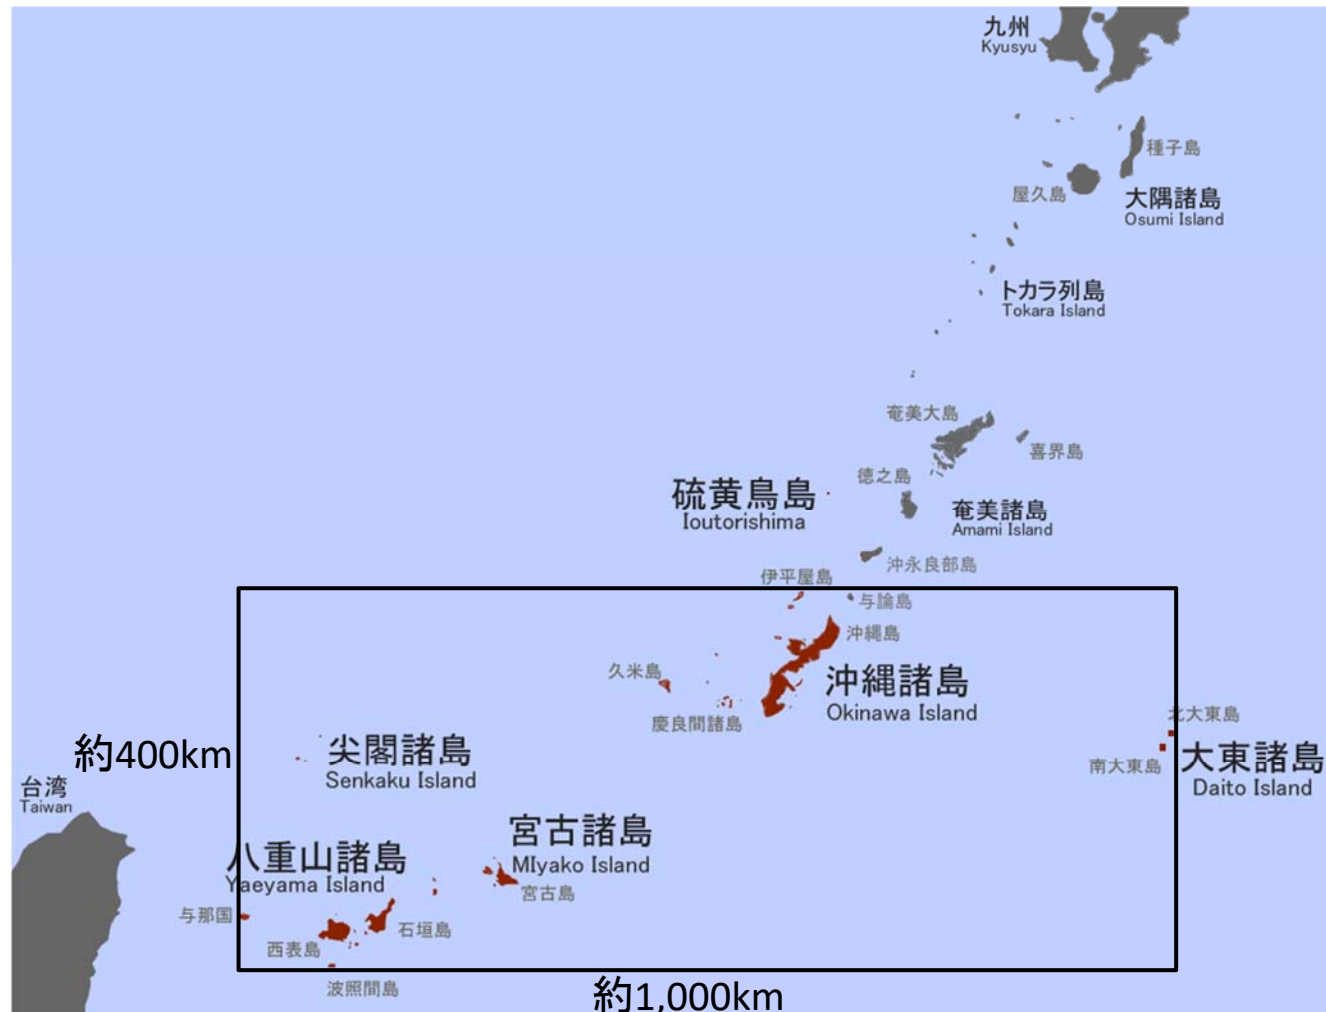 九州
Kyusyu
種子島
屋久島
大隅諸島
Osumi Island
トカラ列島
Tokara Island
奄美大島
喜界島
徳之島
硫黄鳥島
Ioutorishima
奄美諸島
Amami Island
沖永良部島
伊平屋島
与論島
沖縄島
久米島
沖縄諸島
Okinawa Island
慶良間諸島
北大東島
尖閣諸島
Senkaku Island
約400km
南大東島
大東諸島
Daito Island
台湾
Taiwan
宮古諸島
MIyako Island
八重山諸島
Yaeyama Island
宮古島
与那国
石垣島
西表島
波照間島
約1,000km